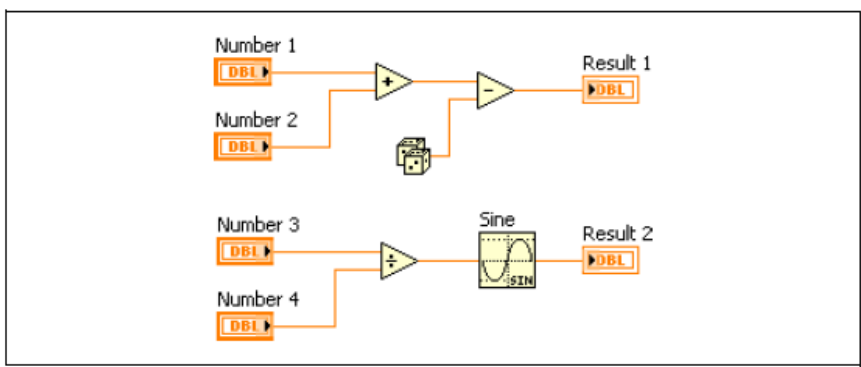 Number 1
DBL
+
-
Result 1
DBL
Number 2
DBL
Number 3
DBL
÷
Sine
SIN
Result 2
DBL
Number 4
DBL